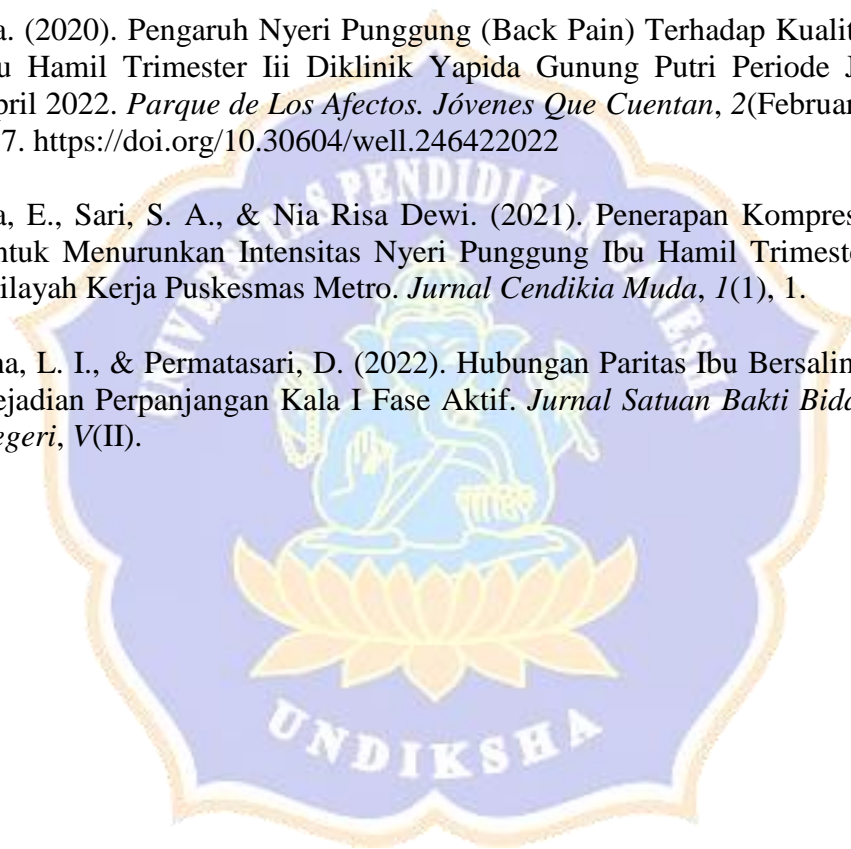 a. (2020). Pengaruh Nyeri Punggung (Back Pain) Terhadap Kualit
u Hamil Trimester Iii Diklinik Yapida Gunung Putri Periode J
pril 2022. Parque de Los Afectos. Jóvenes Que Cuentan, 2(Februar
7. https://doi.org/10.30604/well.246422022
a, E., Sari, S. A., & Nia Risa Dewi. (2021). Penerapan Kompres
ntuk Menurunkan Intensitas Nyeri Punggung Ibu Hamil Trimeste
ilayah Kerja Puskesmas Metro. Jurnal Cendikia Muda, 1(1), 1.
na, L. I., & Permatasari, D. (2022). Hubungan Paritas Ibu Bersalin
ejadian Perpanjangan Kala I Fase Aktif. Jurnal Satuan Bakti Bida
egeri, V(II).
UNIVERSITAS PENDIDIKAN GANESHA
UNDIKSHA